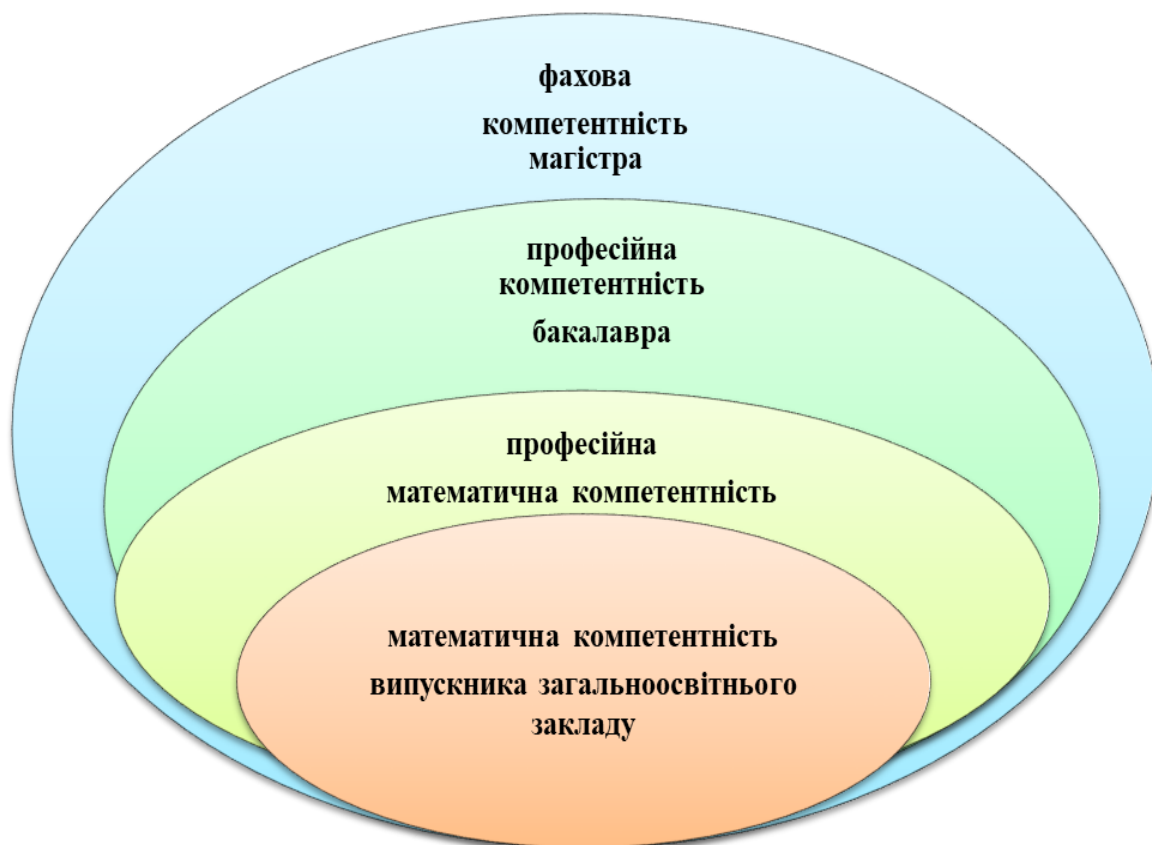 фахова
компетентність
магістра
професійна
компетентність
бакалавра
професійна
математична компетентність
математична компетентність
випускника загальноосвітнього
закладу